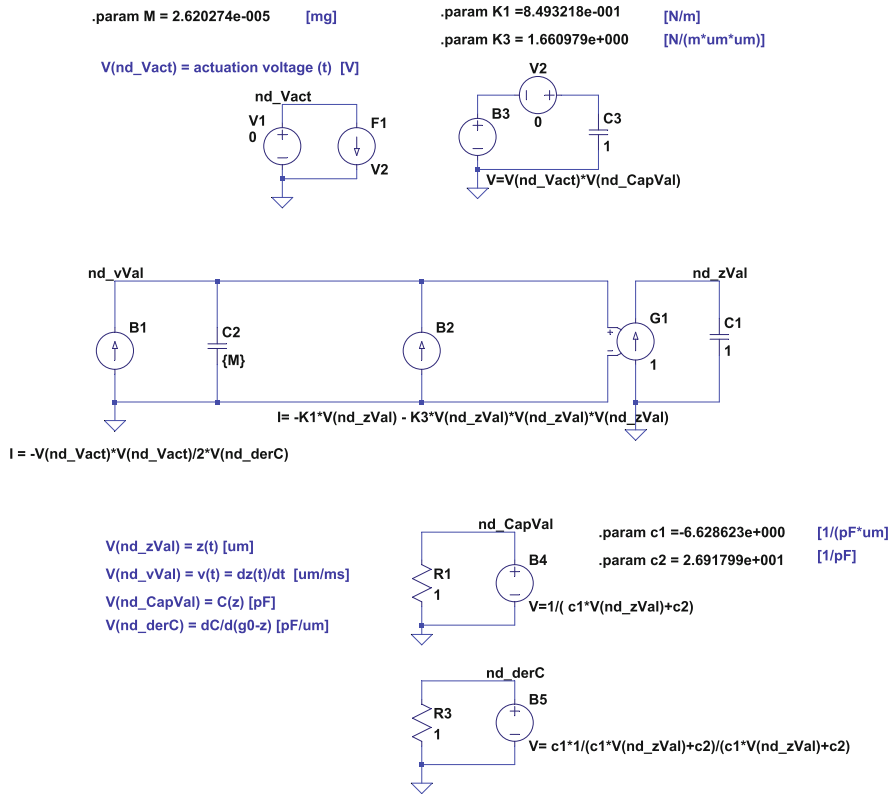 .param M = 2.620274e-005 [mg]
.param K1 =8.493218e-001 [N/m]
.param K3 = 1.660979e+000 [N/(m*um*um)]
V(nd_Vact) = actuation voltage (t) [V]
nd_Vact
V1
0
F1
V2
V2
0
B3
C3
1
V=V(nd_Vact)*V(nd_CapVal)
nd_vVal
nd_zVal
B1
C2
{M}
B2
G1
1
C1
1
I= -K1*V(nd_zVal) - K3*V(nd_zVal)*V(nd_zVal)*V(nd_zVal)
I = -V(nd_Vact)*V(nd_Vact)/2*V(nd_derC)
V(nd_zVal) = z(t) [um]
V(nd_vVal) = v(t) = dz(t)/dt [um/ms]
V(nd_CapVal) = C(z) [pF]
V(nd_derC) = dC/d(g0-z) [pF/um]
nd_CapVal
R1
1
B4
V=1/( c1*V(nd_zVal)+c2)
.param c1 =-6.628623e+000 [1/(pF*um]
.param c2 = 2.691799e+001 [1/pF]
nd_derC
R3
1
B5
V= c1*1/(c1*V(nd_zVal)+c2)/(c1*V(nd_zVal)+c2)